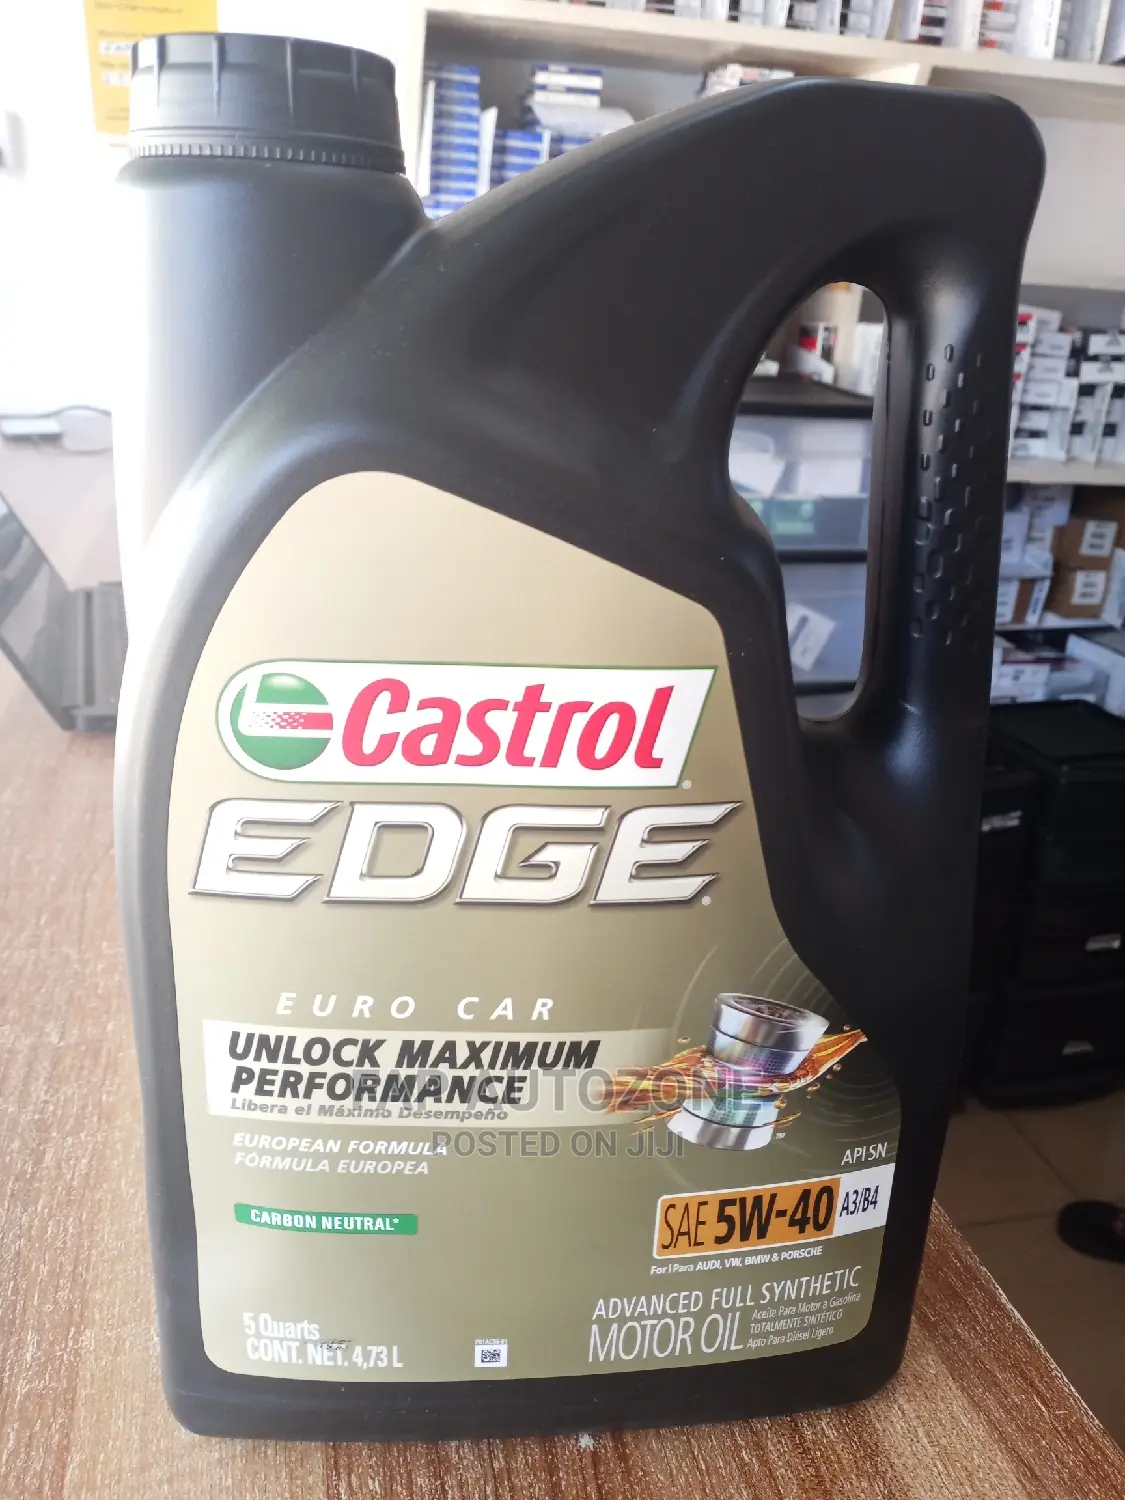 Castrol
EDGE
EURO CAR
UNLOCK MAXIMUM
PERFORMANCE
Libera el Máximo Desempeño
EUROPEAN FORMULA
FÓRMULA EUROPEA
CARBON NEUTRAL*
FAP AUTOZONE
POSTED ON JIJI
API SN
SAE 5W-40 A3/B4
For | Para AUDI, VW, BMW & PORSCHE
ADVANCED FULL SYNTHETIC
MOTOR OIL
Aceite Para Motor a Gasolina
TOTALMENTE SINTÉTICO
Apto Para Diésel Ligero
5 Quarts
CONT. NET. 4,73 L